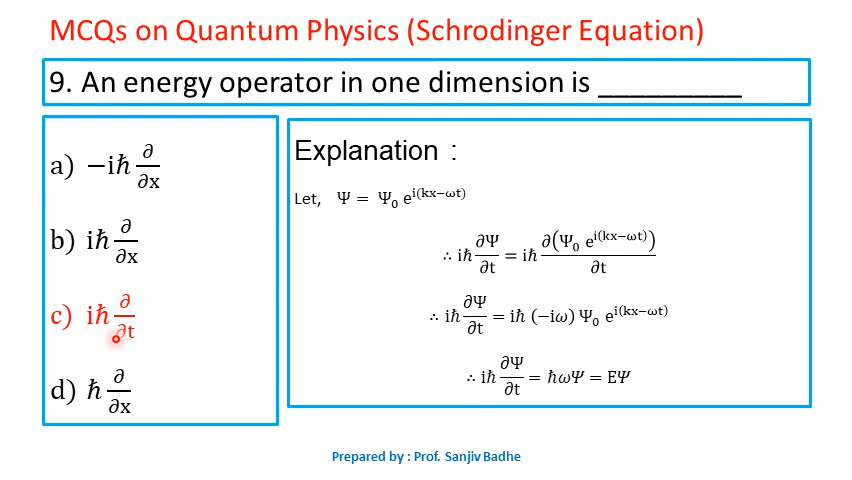 MCQs on Quantum Physics (Schrodinger Equation)
9. An energy operator in one dimension is _________
a) −iℏ ∂/∂x
b) iℏ ∂/∂x
c) iℏ ∂/∂t
d) ℏ ∂/∂x
Explanation :
Let, Ψ = Ψ₀ e^i(kx−ωt)
∴ iℏ ∂Ψ/∂t = iℏ ∂(Ψ₀ e^i(kx−ωt))/∂t
∴ iℏ ∂Ψ/∂t = iℏ (−iω) Ψ₀ e^i(kx−ωt)
∴ iℏ ∂Ψ/∂t = ℏωΨ = EΨ
Prepared by : Prof. Sanjiv Badhe